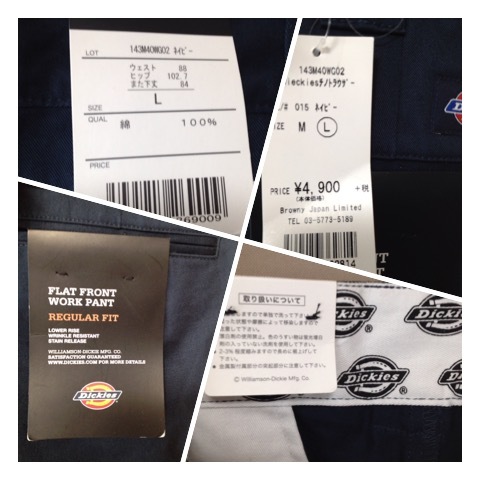 LOT 143M40WG02 ネイビー
ウェスト 88
ヒップ 102.7
また下丈 84
SIZE L
QUAL 綿 100%
PRICE
69009
143M40WG02
Dickiesチノトラウザー
015 ネイビー
SIZE M L
PRICE ¥4,900 +税
(本体価格)
Browny Japan Limited.
TEL 03-5773-5189
Dickies
FLAT FRONT
WORK PANT
REGULAR FIT
LOWER RISE
WRINKLE RESISTANT
STAIN RELEASE
WILLIAMSON-DICKIE MFG. CO.
SATISFACTION GUARANTEED
WWW.DICKIES.COM FOR MORE DETAILS
Dickies
取り扱いについて
©Williamson-Dickie Mfg. Co.
Dickies
Dickies
Dickies